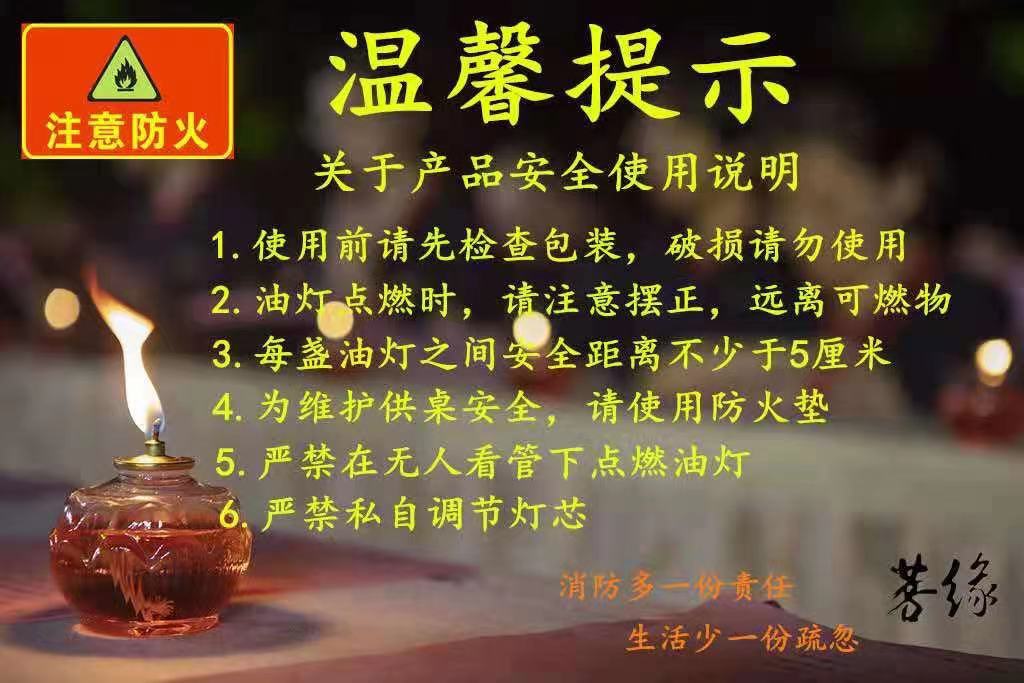 注意防火
温馨提示
关于产品安全使用说明
1.使用前请先检查包装，破损请勿使用
2.油灯点燃时，请注意摆正，远离可燃物
3.每盏油灯之间安全距离不少于5厘米
4.为维护供桌安全，请使用防火垫
5.严禁在无人看管下点燃油灯
6.严禁私自调节灯芯
消防多一份责任
生活少一份疏忽